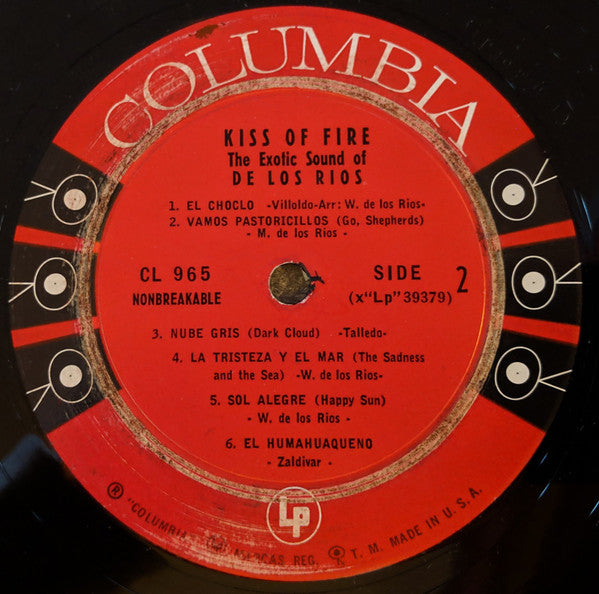 COLUMBIA
KISS OF FIRE
The Exotic Sound of
DE LOS RIOS
1. EL CHOCLO -Villoldo-Arr: W. de los Rios-
2. VAMOS PASTORICILLOS (Go, Shepherds)
- M. de los Rios -
CL 965
NONBREAKABLE
SIDE 2
(x"Lp"39379)
3. NUBE GRIS (Dark Cloud) -Talledo-
4. LA TRISTEZA Y EL MAR (The Sadness
and the Sea) -W. de los Rios-
5. SOL ALEGRE (Happy Sun)
- W. de los Rios -
6. EL HUMAHUAQUENO
- Zaldivar -
LP
® "COLUMBIA" REG. T. M. MADE IN U. S. A.